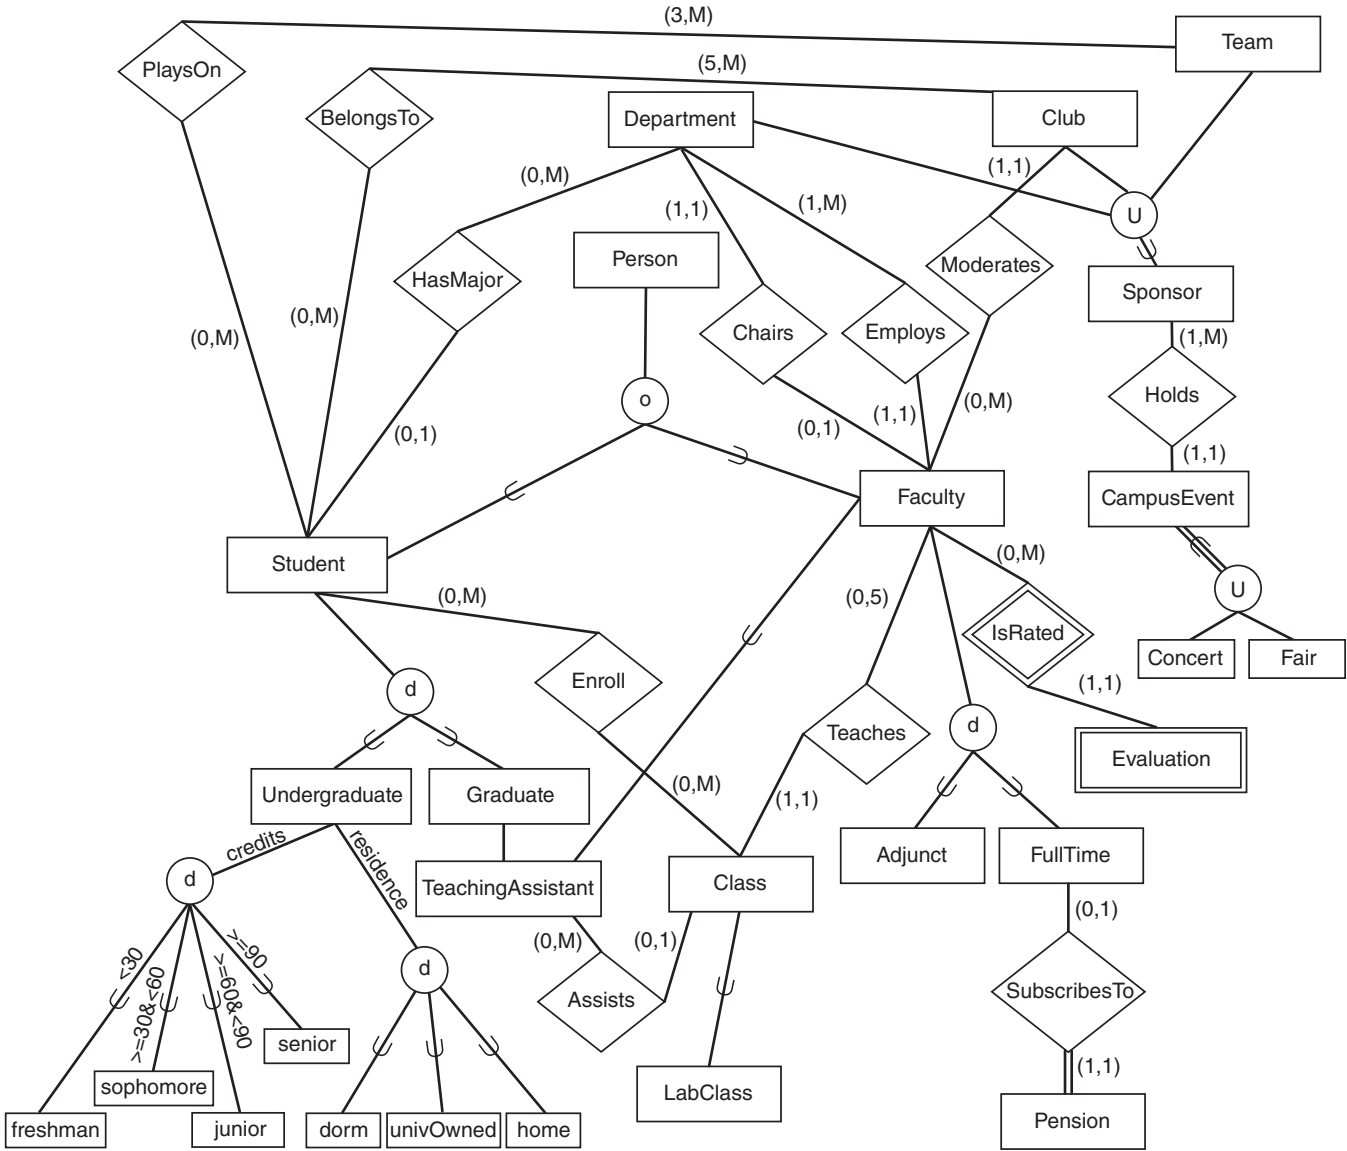 (3,M)
Team
PlaysOn
(5,M)
BelongsTo
Department
Club
(1,1)
(0,M)
(1,1)
(1,M)
U
Person
HasMajor
Moderates
Sponsor
(0,M)
(0,M)
Chairs
Employs
(1,M)
Holds
o
(0,M)
(1,1)
(0,1)
(0,1)
(1,1)
Faculty
CampusEvent
Student
(0,M)
(0,M)
(0,5)
U
IsRated
Concert
Fair
Enroll
d
(1,1)
Teaches
d
Evaluation
Undergraduate
Graduate
(0,M)
(1,1)
credits
residence
Adjunct
FullTime
d
TeachingAssistant
Class
(0,1)
(0,M)
(0,1)
<30
>=30&<60
>=60&<90
>=90
d
Assists
SubscribesTo
senior
(1,1)
sophomore
LabClass
freshman
junior
dorm
univOwned
home
Pension